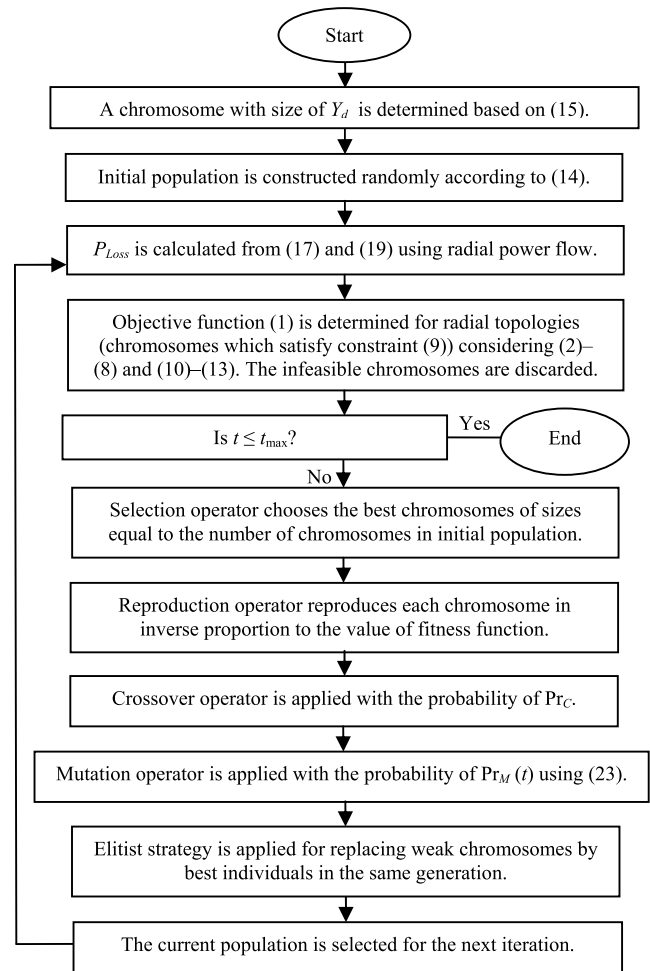 Start
A chromosome with size of Yd is determined based on (15).
Initial population is constructed randomly according to (14).
PLoss is calculated from (17) and (19) using radial power flow.
Objective function (1) is determined for radial topologies
(chromosomes which satisfy constraint (9)) considering (2)–
(8) and (10)–(13). The infeasible chromosomes are discarded.
Is t ≤ tmax?
Yes
End
No
Selection operator chooses the best chromosomes of sizes
equal to the number of chromosomes in initial population.
Reproduction operator reproduces each chromosome in
inverse proportion to the value of fitness function.
Crossover operator is applied with the probability of PrC.
Mutation operator is applied with the probability of PrM (t) using (23).
Elitist strategy is applied for replacing weak chromosomes by
best individuals in the same generation.
The current population is selected for the next iteration.